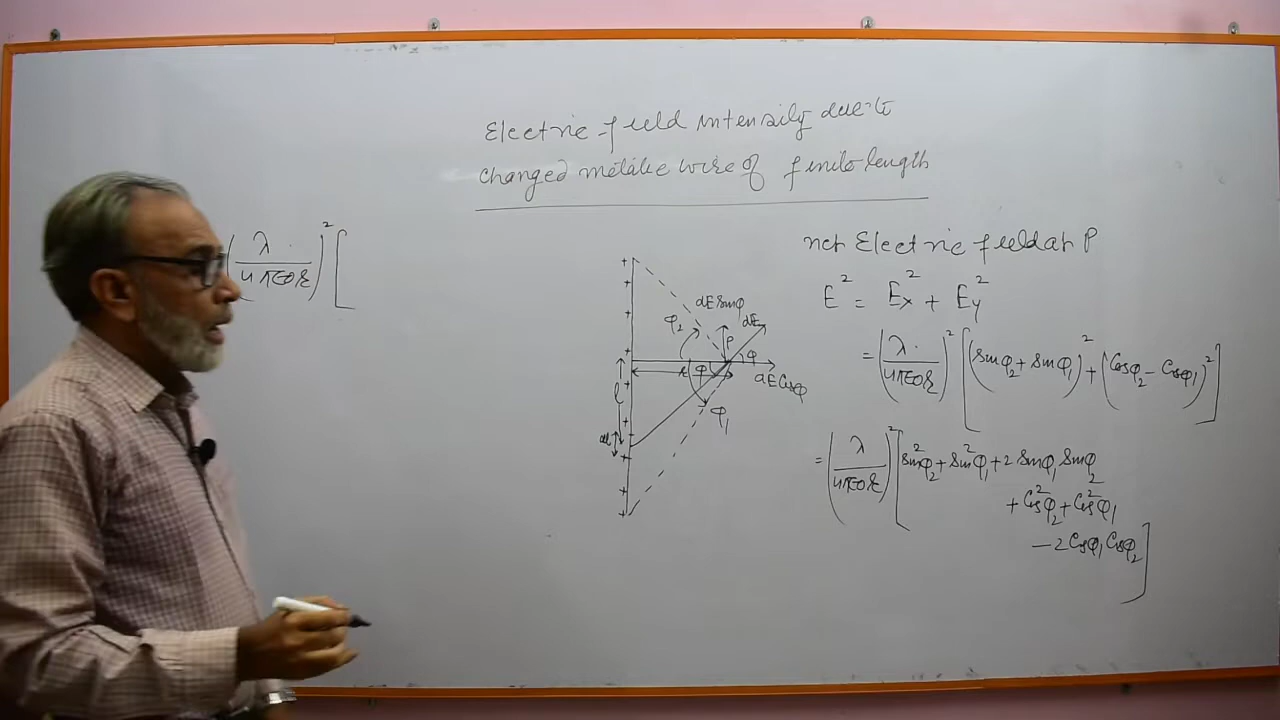 Electric field intensity due to
charged metalic wire of finite length
(λ/4πε0r)² [
net Electric field at P
E² = Ex² + Ey²
= (λ/4πε0r)² [(sinφ2 + sinφ1)² + (Cosφ2 - Cosφ1)²]
= (λ/4πε0r)² [sin²φ2 + sin²φ1 + 2 sinφ1 sinφ2
+ Cos²φ2 + Cos²φ1
- 2 Cosφ1 Cosφ2]
dE sinφ
φ2
dE
P
φ
r
φ
dE Cosφ
l
φ1
dl